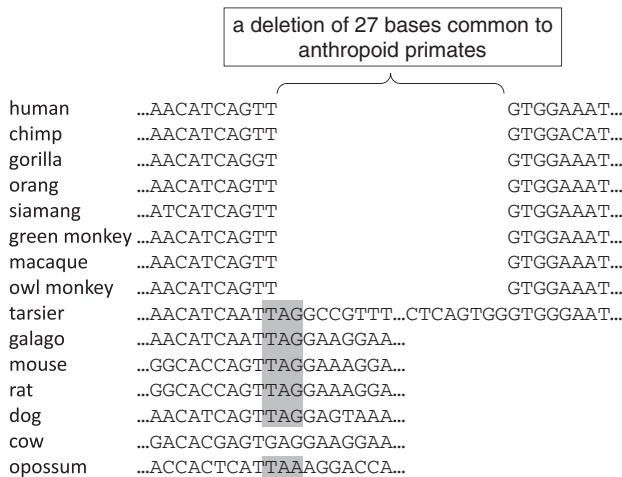 a deletion of 27 bases common to
anthropoid primates
human ...AACATCAGTT GTGGAAAT...
chimp ...AACATCAGTT GTGGACAT...
gorilla ...AACATCAGGT GTGGAAAT...
orang ...AACATCAGTT GTGGAAAT...
siamang ...ATCATCAGTT GTGGAAAT...
green monkey ...AACATCAGTT GTGGAAAT...
macaque ...AACATCAGTT GTGGAAAT...
owl monkey ...AACATCAGTT GTGGAAAT...
tarsier ...AACATCAATTAGGCCGTTT...CTCAGTGGGTGGGAAT...
galago ...AACATCAATTAGGAAGGAA...
mouse ...GGCACCAGTTAGGAAAGGA...
rat ...GGCACCAGTTAGGAAAGGA...
dog ...AACATCAGTTAGGAGTAAA...
cow ...GACACGAGTGAGGAAGGAA...
opossum ...ACCACTCATTAAAGGACCA...